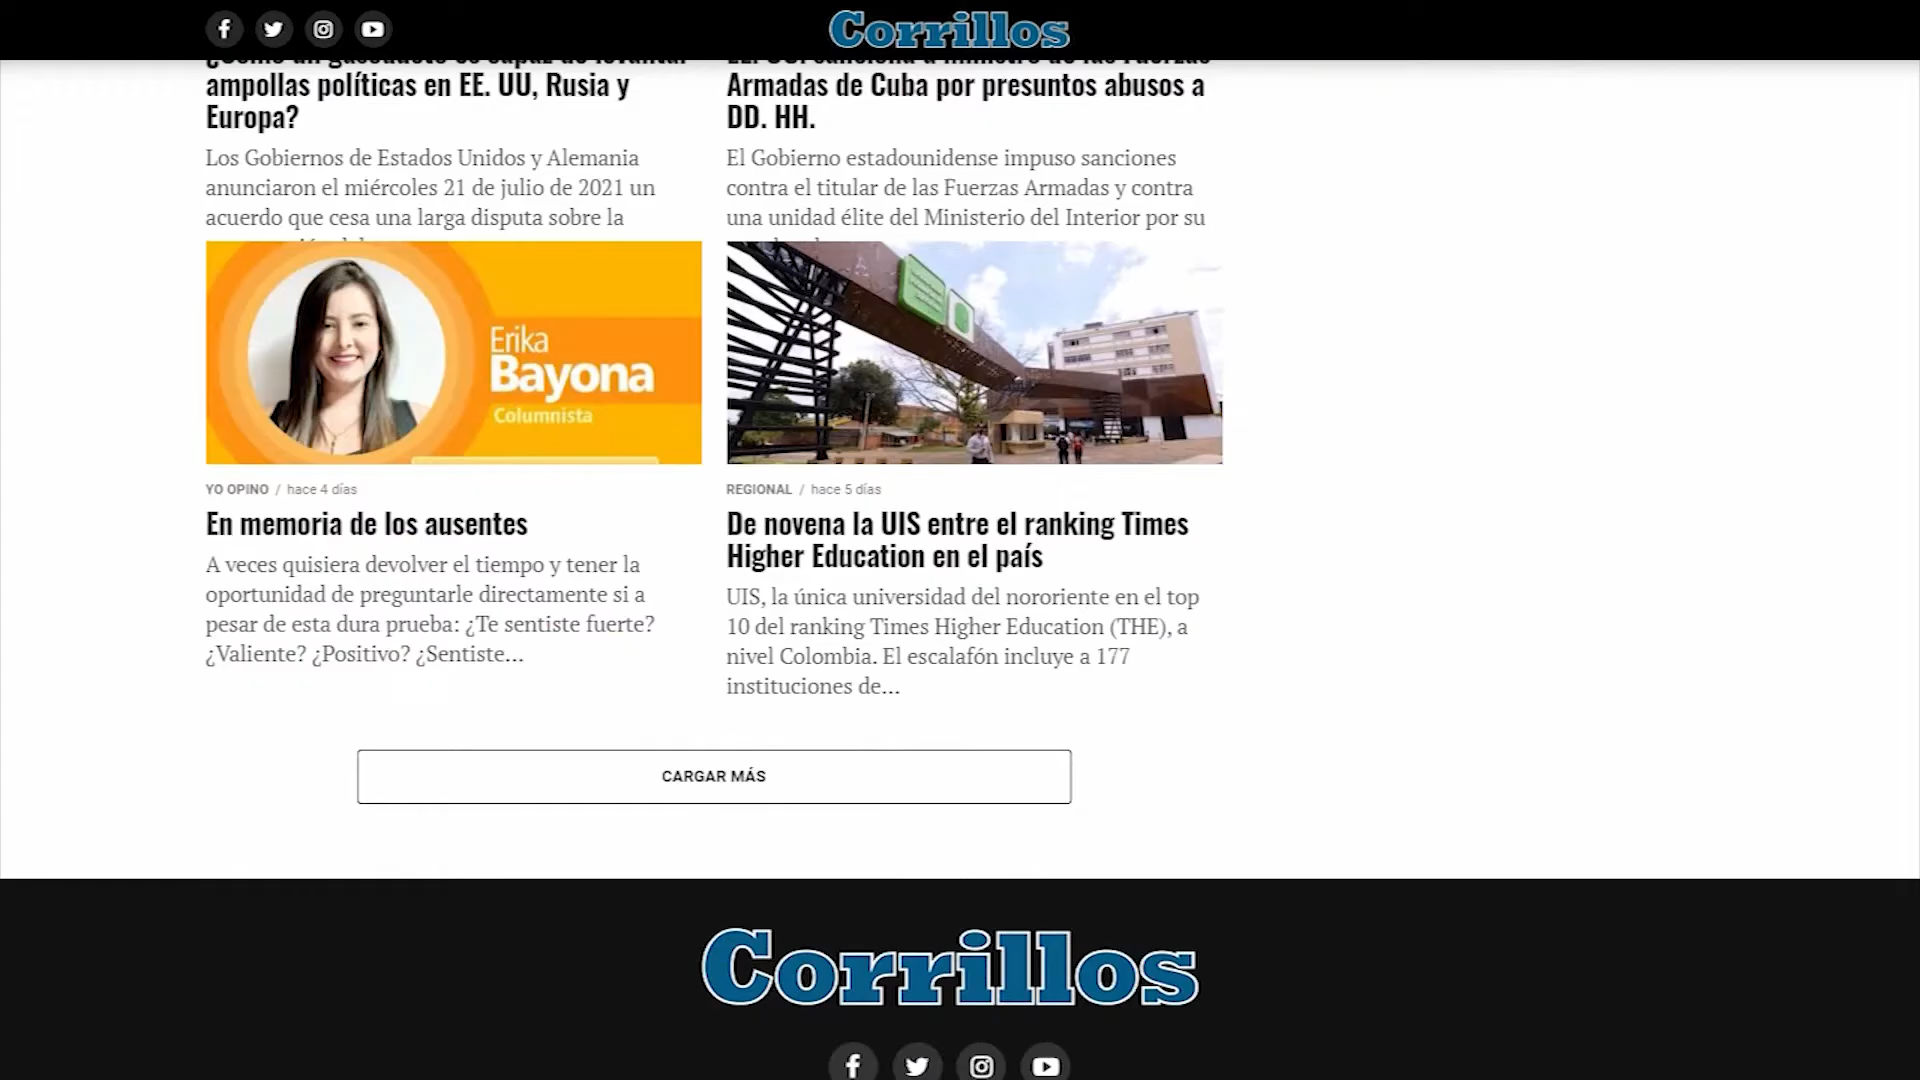 Corrillos
ampollas políticas en EE. UU, Rusia y
Europa?
Los Gobiernos de Estados Unidos y Alemania
anunciaron el miércoles 21 de julio de 2021 un
acuerdo que cesa una larga disputa sobre la
Armadas de Cuba por presuntos abusos a
DD. HH.
El Gobierno estadounidense impuso sanciones
contra el titular de las Fuerzas Armadas y contra
una unidad élite del Ministerio del Interior por su
Erika
Bayona
Columnista
YO OPINO / hace 4 días
En memoria de los ausentes
A veces quisiera devolver el tiempo y tener la
oportunidad de preguntarle directamente si a
pesar de esta dura prueba: ¿Te sentiste fuerte?
¿Valiente? ¿Positivo? ¿Sentiste...
REGIONAL / hace 5 días
De novena la UIS entre el ranking Times
Higher Education en el país
UIS, la única universidad del nororiente en el top
10 del ranking Times Higher Education (THE), a
nivel Colombia. El escalafón incluye a 177
instituciones de...
CARGAR MÁS
Corrillos